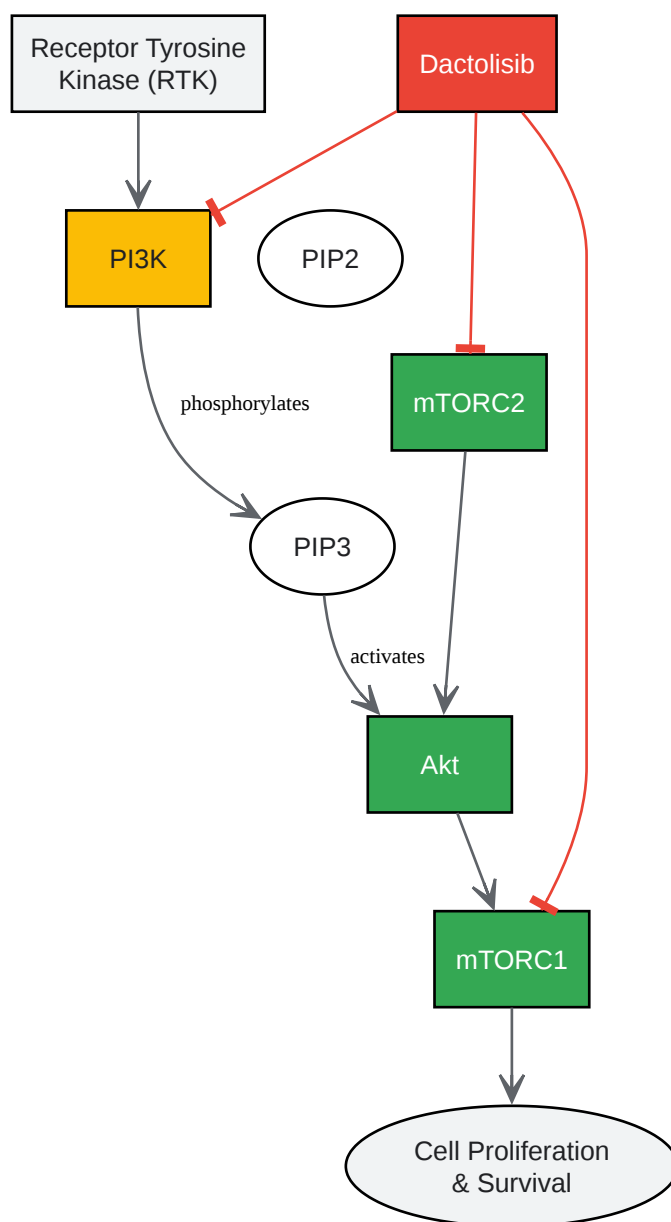 Receptor Tyrosine
Kinase (RTK)
Dactolisib
PI3K
PIP2
mTORC2
phosphorylates
PIP3
activates
Akt
mTORC1
Cell Proliferation
& Survival